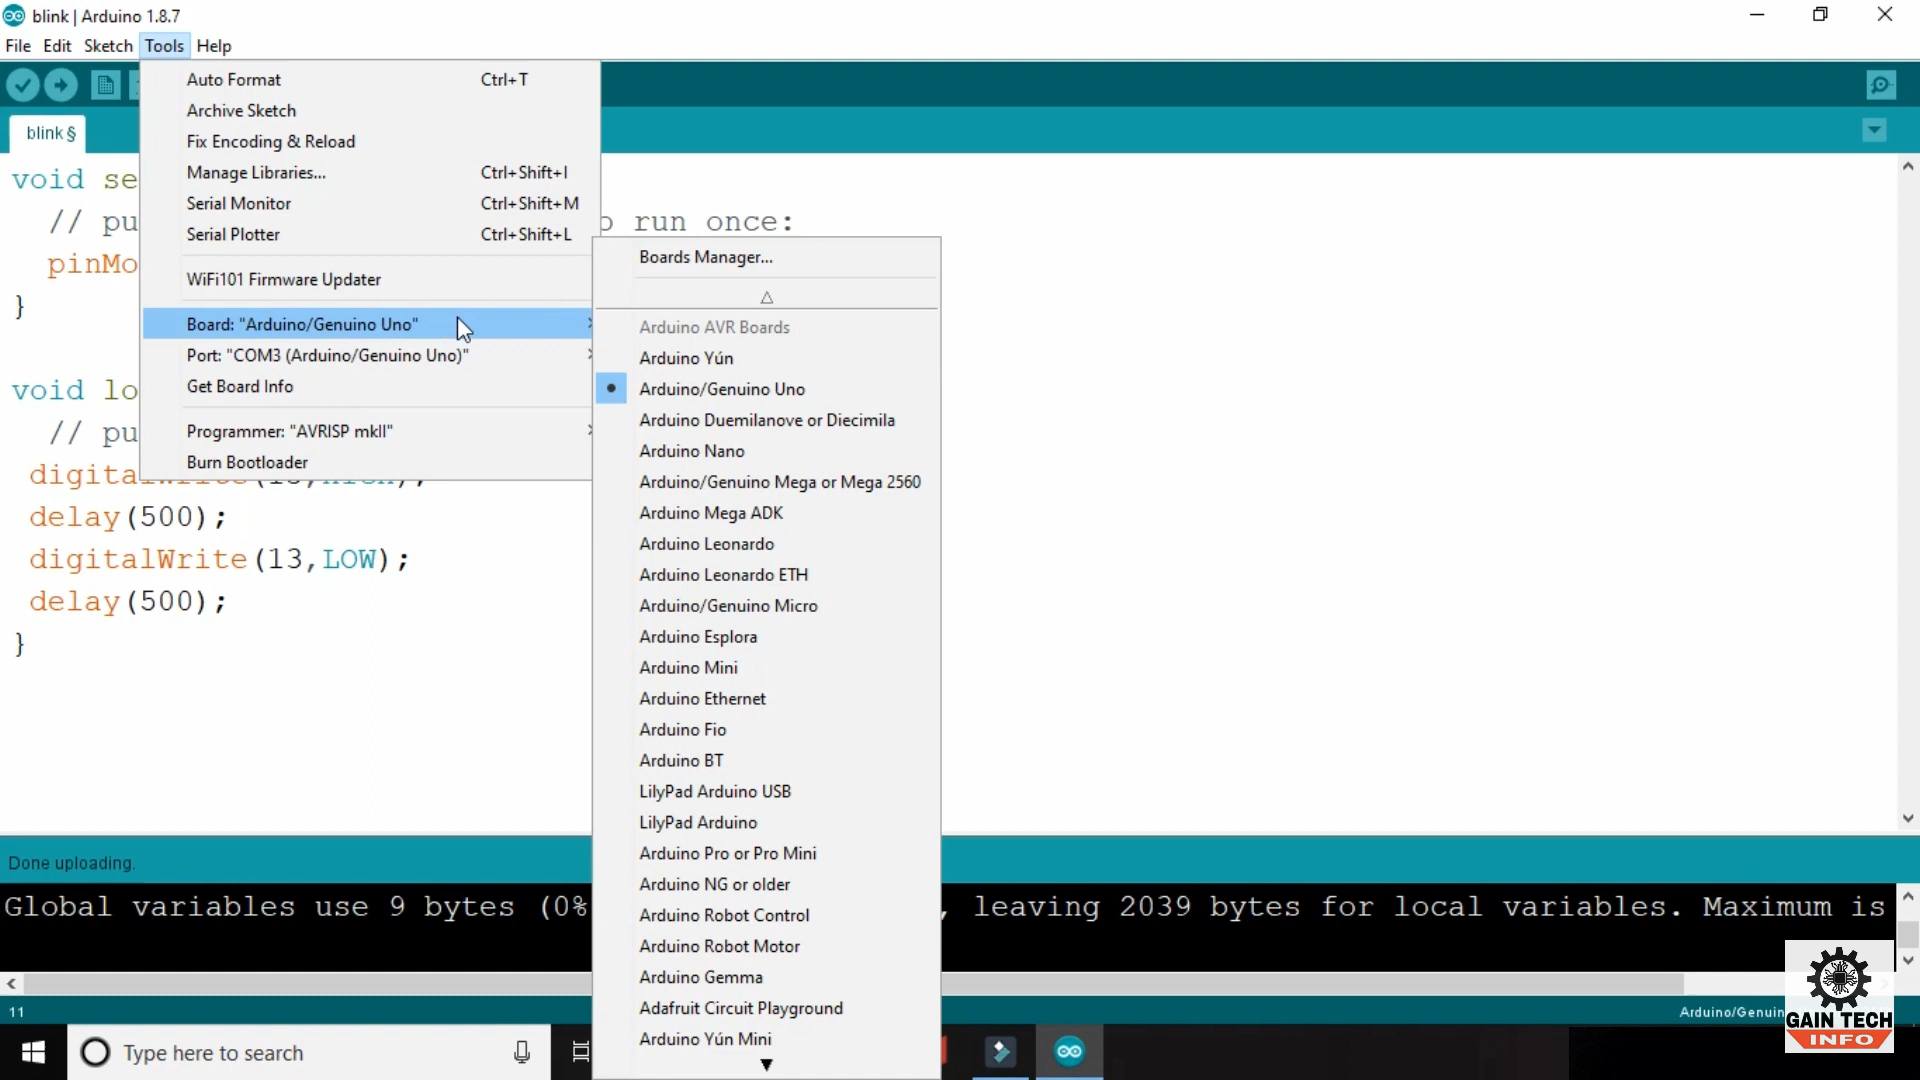 blink | Arduino 1.8.7
File Edit Sketch Tools Help
Auto Format Ctrl+T
Archive Sketch
Fix Encoding & Reload
Manage Libraries... Ctrl+Shift+I
Serial Monitor Ctrl+Shift+M
Serial Plotter Ctrl+Shift+L
WiFi101 Firmware Updater
Board: "Arduino/Genuino Uno"
Port: "COM3 (Arduino/Genuino Uno)"
Get Board Info
Programmer: "AVRISP mkII"
Burn Bootloader
Boards Manager...
Arduino AVR Boards
Arduino Yún
Arduino/Genuino Uno
Arduino Duemilanove or Diecimila
Arduino Nano
Arduino/Genuino Mega or Mega 2560
Arduino Mega ADK
Arduino Leonardo
Arduino Leonardo ETH
Arduino/Genuino Micro
Arduino Esplora
Arduino Mini
Arduino Ethernet
Arduino Fio
Arduino BT
LilyPad Arduino USB
LilyPad Arduino
Arduino Pro or Pro Mini
Arduino NG or older
Arduino Robot Control
Arduino Robot Motor
Arduino Gemma
Adafruit Circuit Playground
Arduino Yún Mini
blink §
void se
// pu o run once:
pinMo
}
void lo
// pu
delay(500);
digitalWrite(13,LOW);
delay(500);
}
Done uploading.
Global variables use 9 bytes (0% , leaving 2039 bytes for local variables. Maximum is
11
Arduino/Genuin
Type here to search
GAIN TECH
INFO